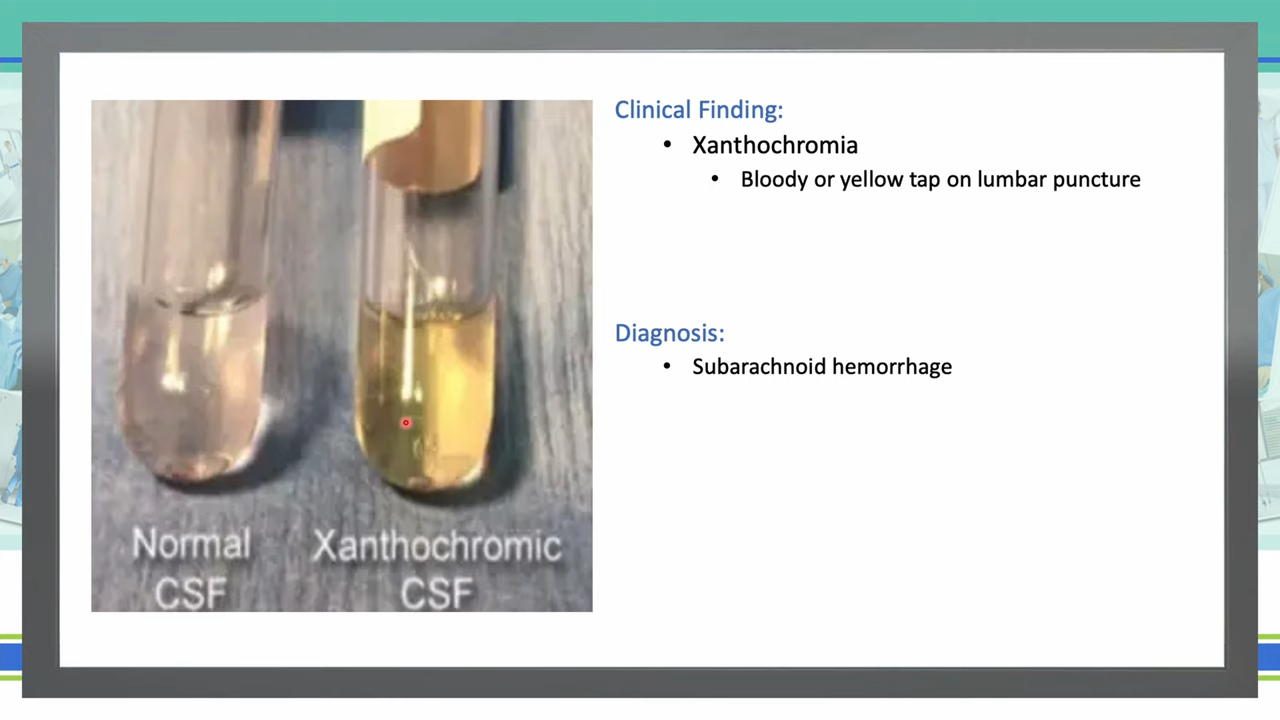 Clinical Finding:
• Xanthochromia
• Bloody or yellow tap on lumbar puncture
Diagnosis:
• Subarachnoid hemorrhage
Normal
CSF
Xanthochromic
CSF